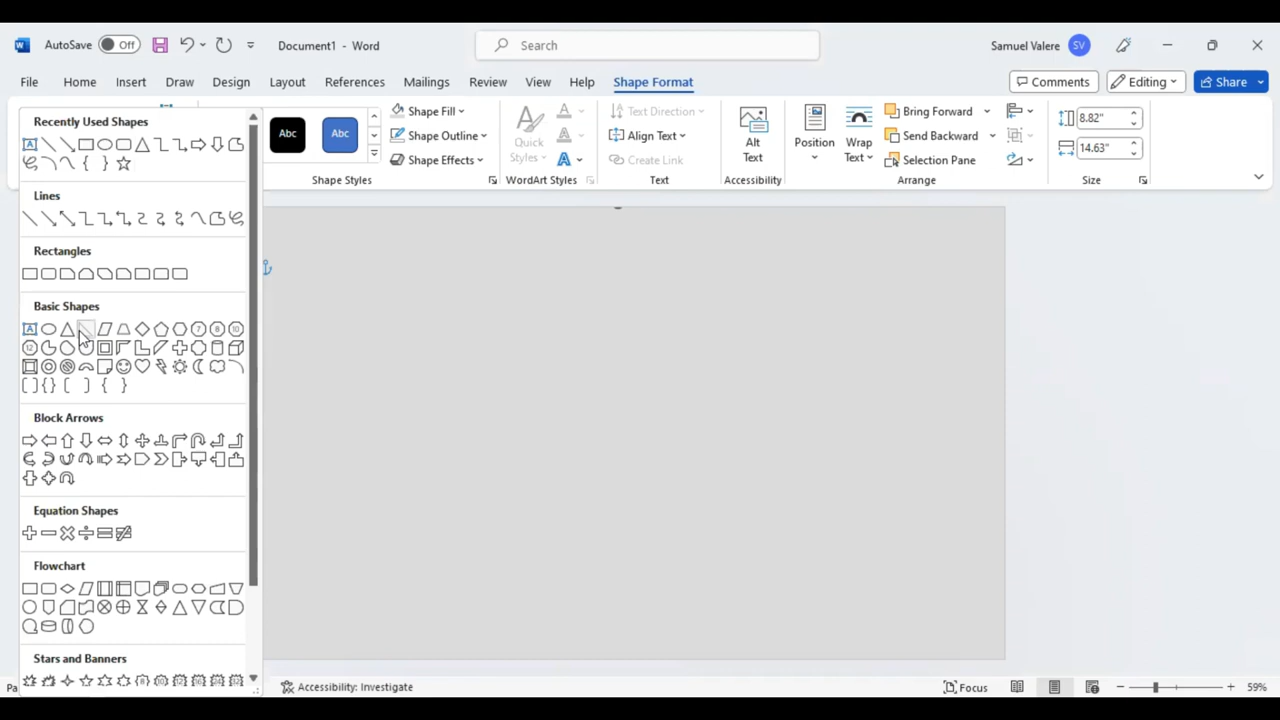 AutoSave Off Document1 - Word Search Samuel Valere SV
File Home Insert Draw Design Layout References Mailings Review View Help Shape Format Comments Editing Share
Recently Used Shapes
Lines
Rectangles
Basic Shapes
Block Arrows
Equation Shapes
Flowchart
Stars and Banners
Abc Abc
Shape Fill
Shape Outline
Shape Effects
Shape Styles
Quick
Styles
WordArt Styles
Text Direction
Align Text
Create Link
Text
Alt
Text
Accessibility
Position
Wrap
Text
Bring Forward
Send Backward
Selection Pane
Arrange
8.82"
14.63"
Size
Pa
Accessibility: Investigate Focus 59%